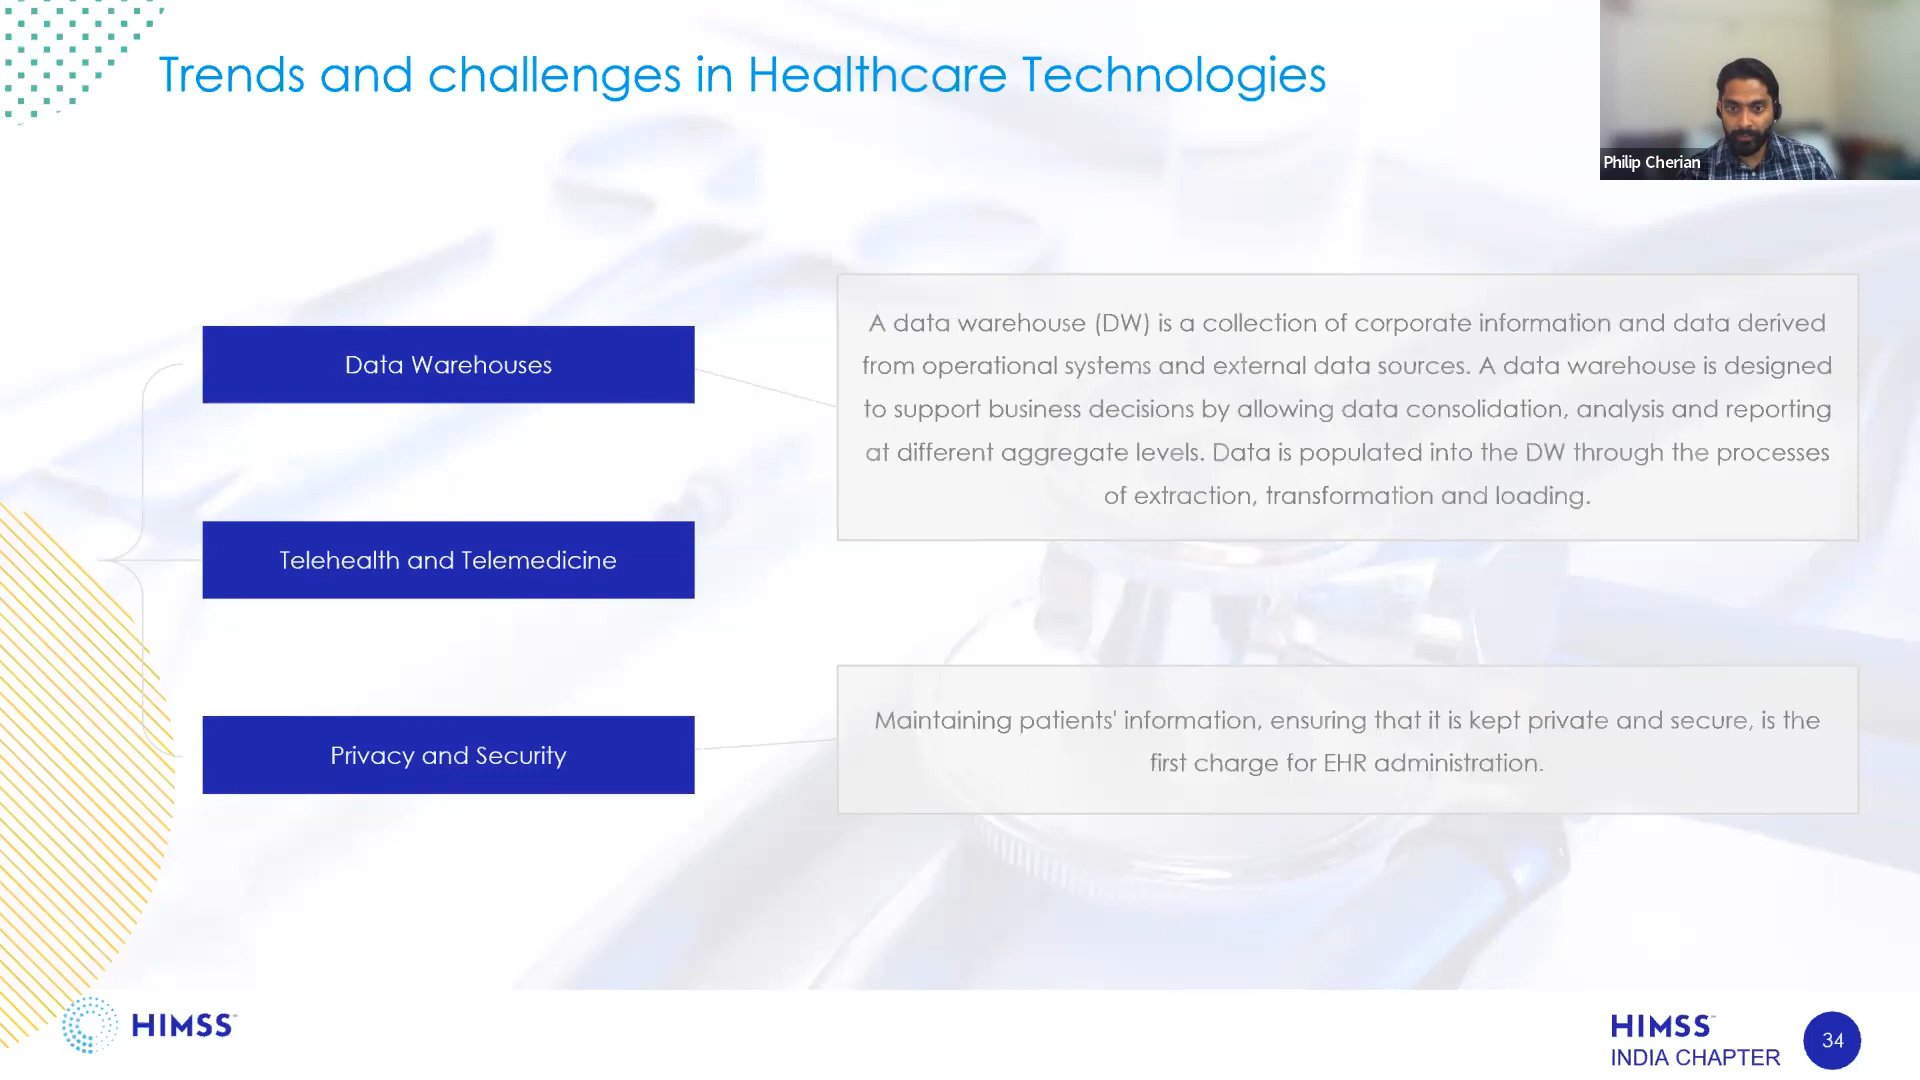 Trends and challenges in Healthcare Technologies
Philip Cherian
Data Warehouses
A data warehouse (DW) is a collection of corporate information and data derived
from operational systems and external data sources. A data warehouse is designed
to support business decisions by allowing data consolidation, analysis and reporting
at different aggregate levels. Data is populated into the DW through the processes
of extraction, transformation and loading.
Telehealth and Telemedicine
Privacy and Security
Maintaining patients' information, ensuring that it is kept private and secure, is the
first charge for EHR administration.
HIMSS™
HIMSS™
INDIA CHAPTER
34